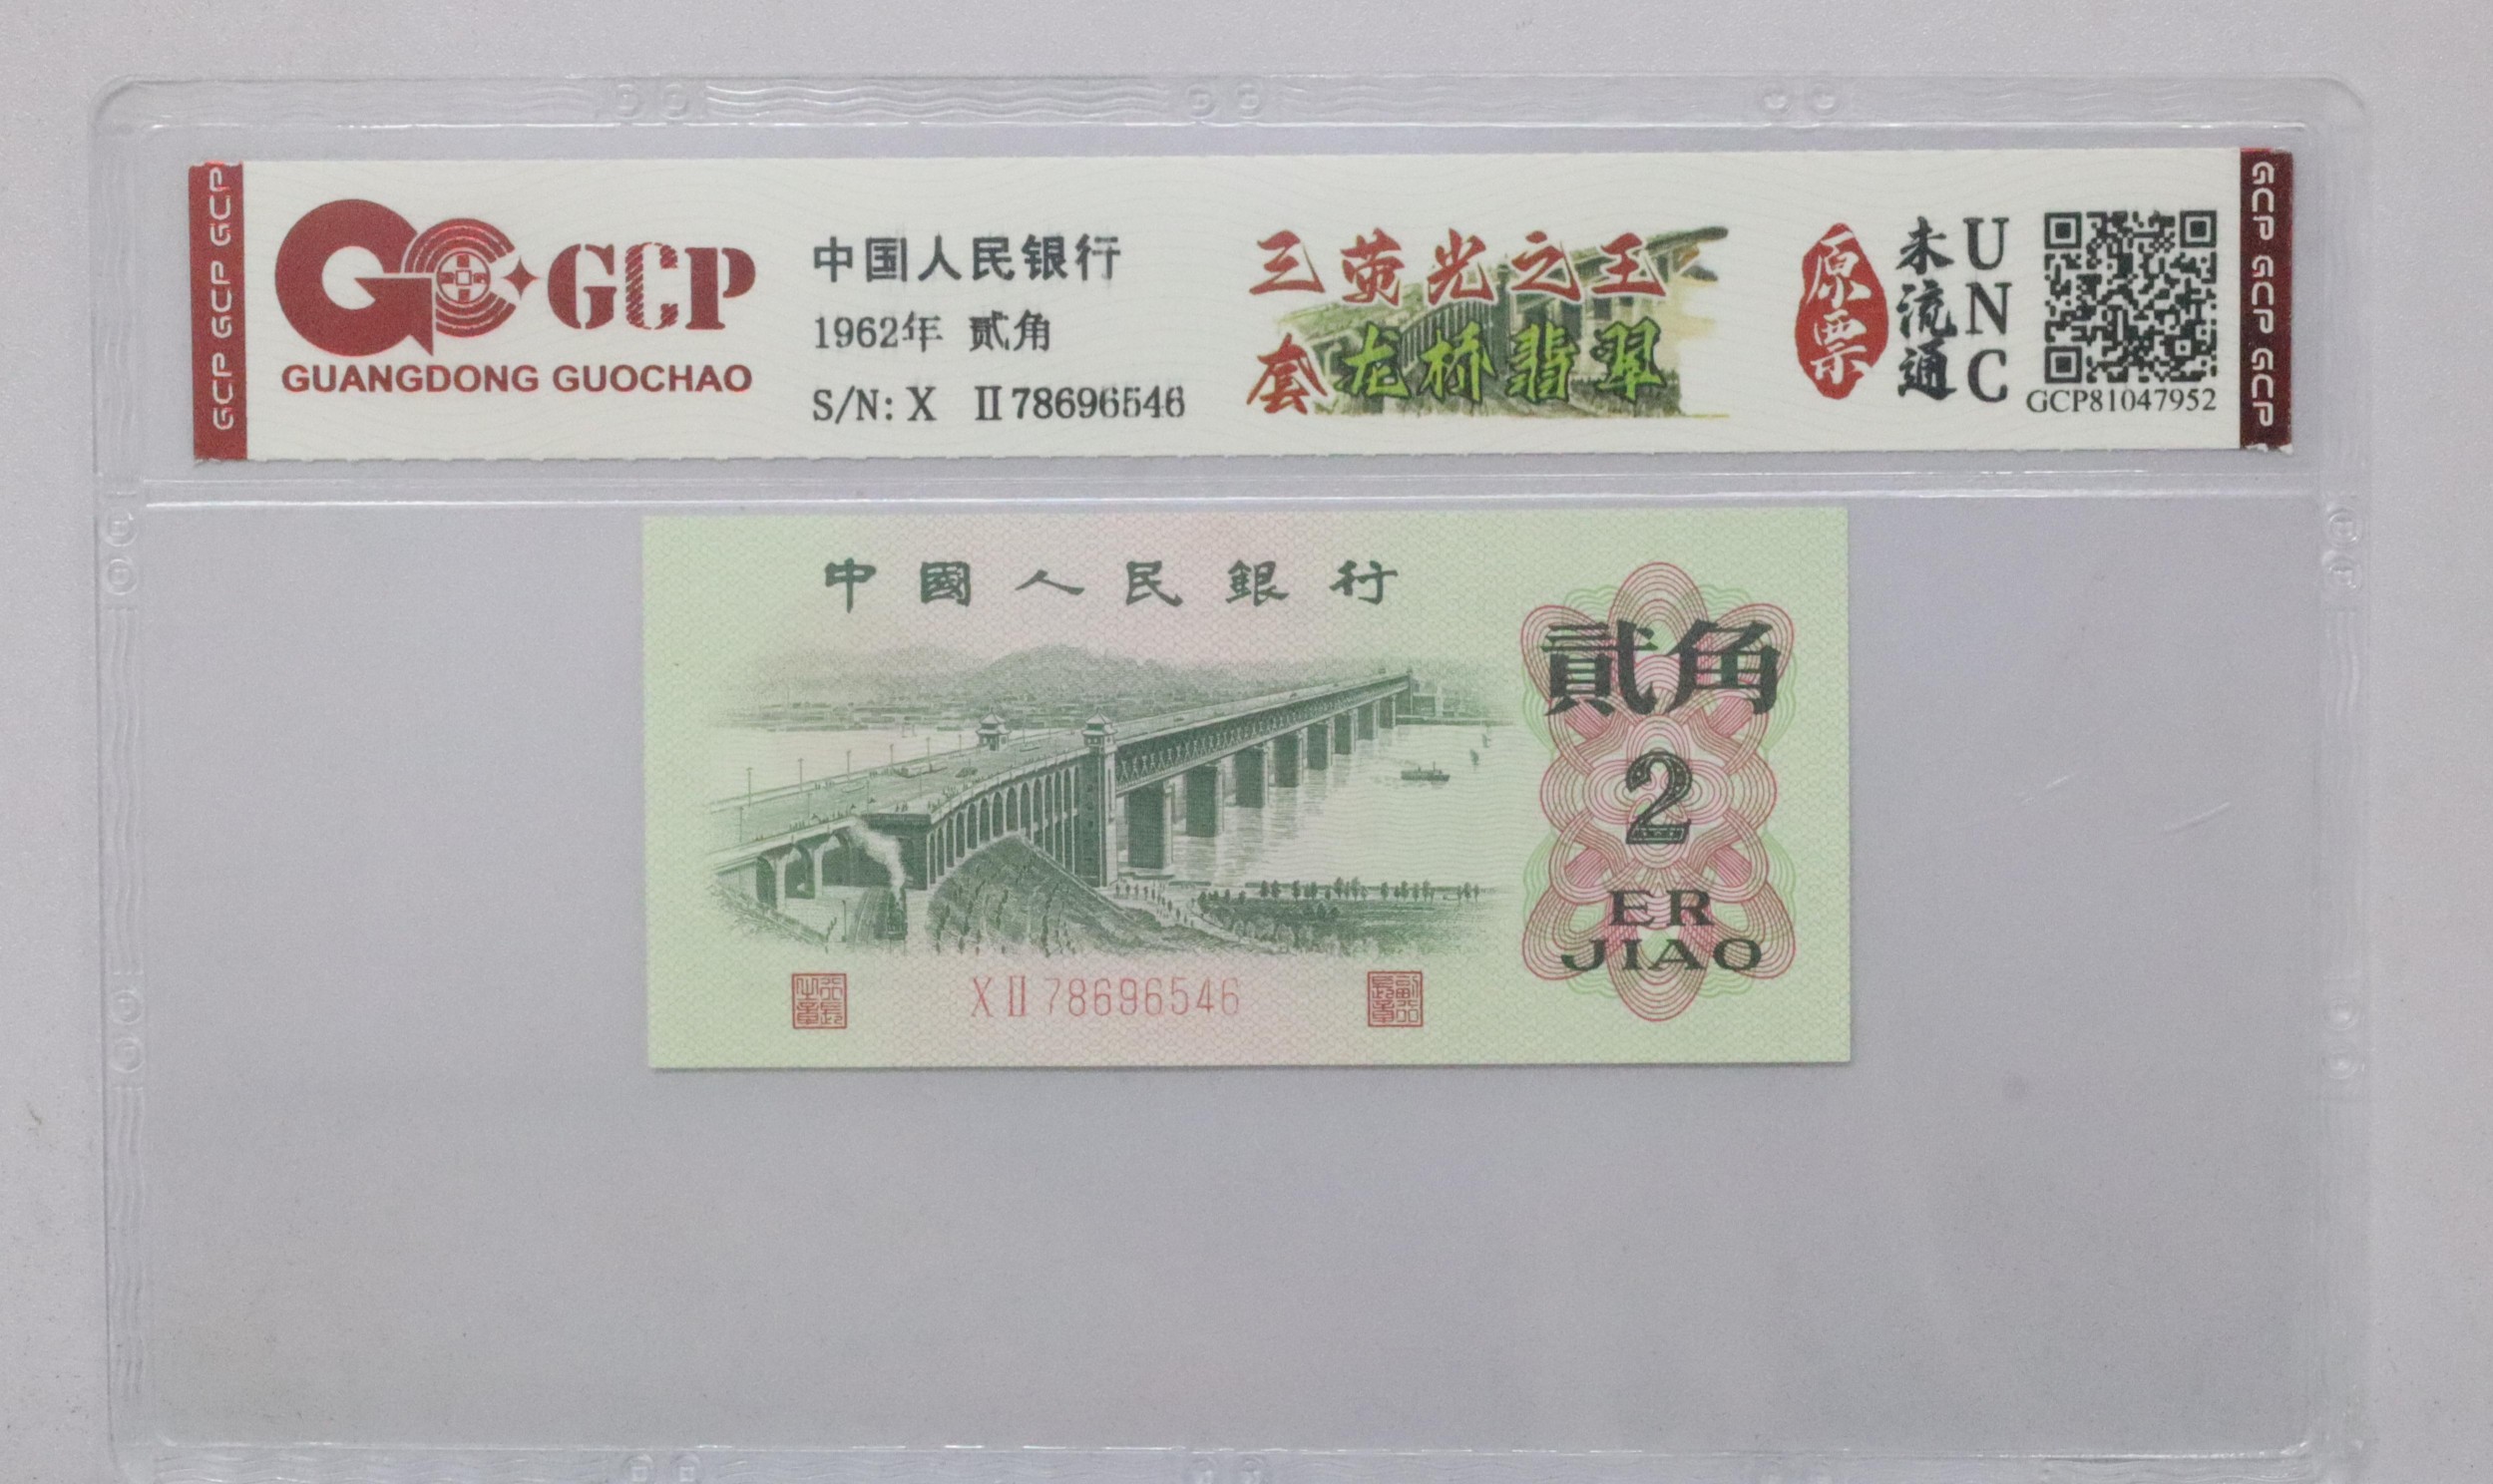 GCP GCP GCP
GCP
GUANGDONG GUOCHAO
中国人民银行
1962年 贰角
S/N: X Ⅱ78696546
三荧光之王
套龙桥翡翠
原票
未流通
UNC
GCP81047952
GCP GCP GCP
中國人民銀行
貳角
2
ER
JIAO
XⅡ78696546